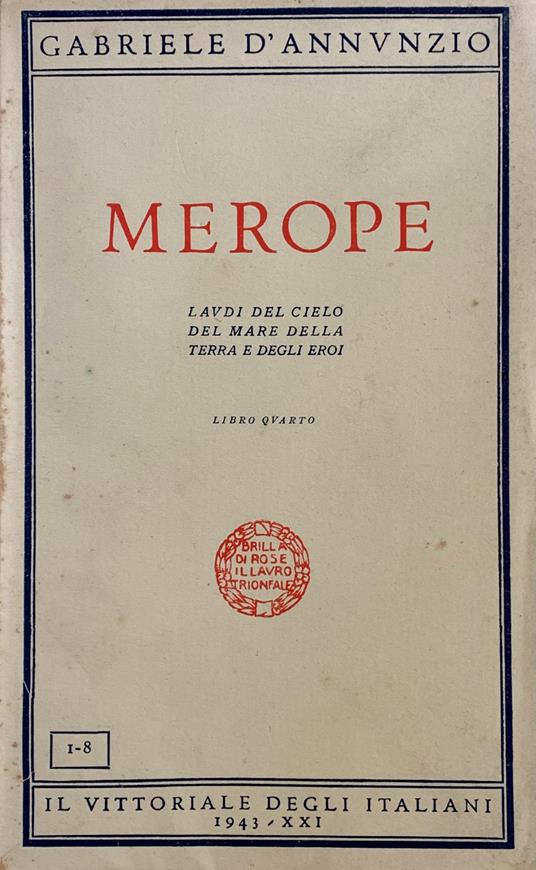 GABRIELE D'ANNVNZIO
MEROPE
LAVDI DEL CIELO
DEL MARE DELLA
TERRA E DEGLI EROI
LIBRO QVARTO
BRILLA
DI ROSE
IL LAVRO
TRIONFALE
1-8
IL VITTORIALE DEGLI ITALIANI
1943-XXI